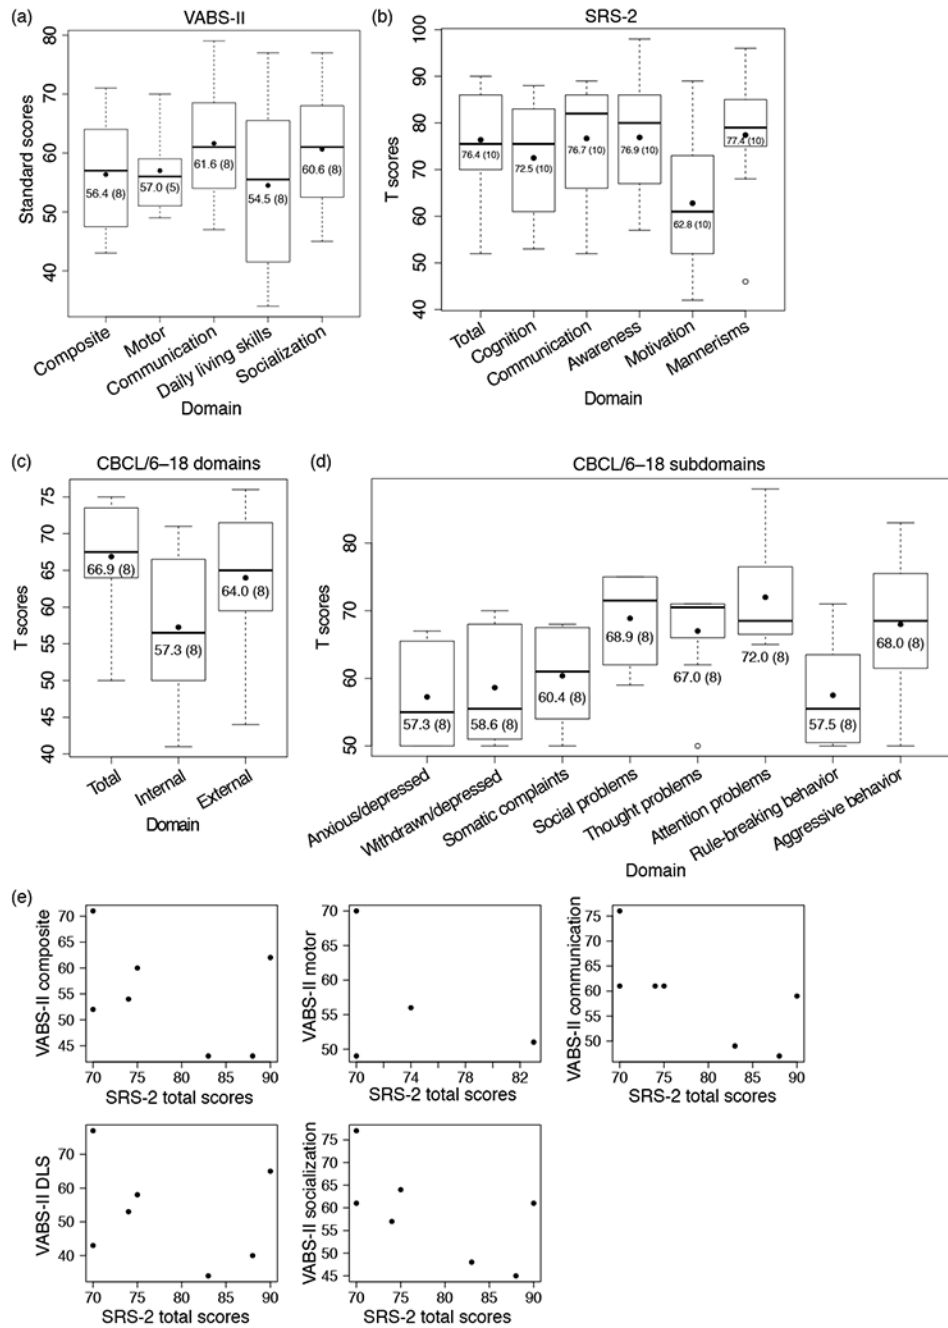 (a)
VABS-II
Standard scores
80
70
60
50
40
56.4 (8)
57.0 (5)
61.6 (8)
54.5 (8)
60.6 (8)
Composite
Motor
Communication
Daily living skills
Socialization
Domain
(b)
SRS-2
T scores
100
90
80
70
60
50
40
76.4 (10)
72.5 (10)
76.7 (10)
76.9 (10)
62.8 (10)
77.4 (10)
Total
Cognition
Communication
Awareness
Motivation
Mannerisms
Domain
(c)
CBCL/6–18 domains
T scores
75
70
65
60
55
50
45
40
66.9 (8)
57.3 (8)
64.0 (8)
Total
Internal
External
Domain
(d)
CBCL/6–18 subdomains
T scores
80
70
60
50
57.3 (8)
58.6 (8)
60.4 (8)
68.9 (8)
67.0 (8)
72.0 (8)
57.5 (8)
68.0 (8)
Anxious/depressed
Withdrawn/depressed
Somatic complaints
Social problems
Thought problems
Attention problems
Rule-breaking behavior
Aggressive behavior
Domain
(e)
VABS-II composite
70
65
60
55
50
45
70 75 80 85 90
SRS-2 total scores
VABS-II motor
70
65
60
55
50
70 74 78 82
SRS-2 total scores
VABS-II communication
75
70
65
60
55
50
70 75 80 85 90
SRS-2 total scores
VABS-II DLS
70
60
50
40
70 75 80 85 90
SRS-2 total scores
VABS-II socialization
75
70
65
60
55
50
45
70 75 80 85 90
SRS-2 total scores